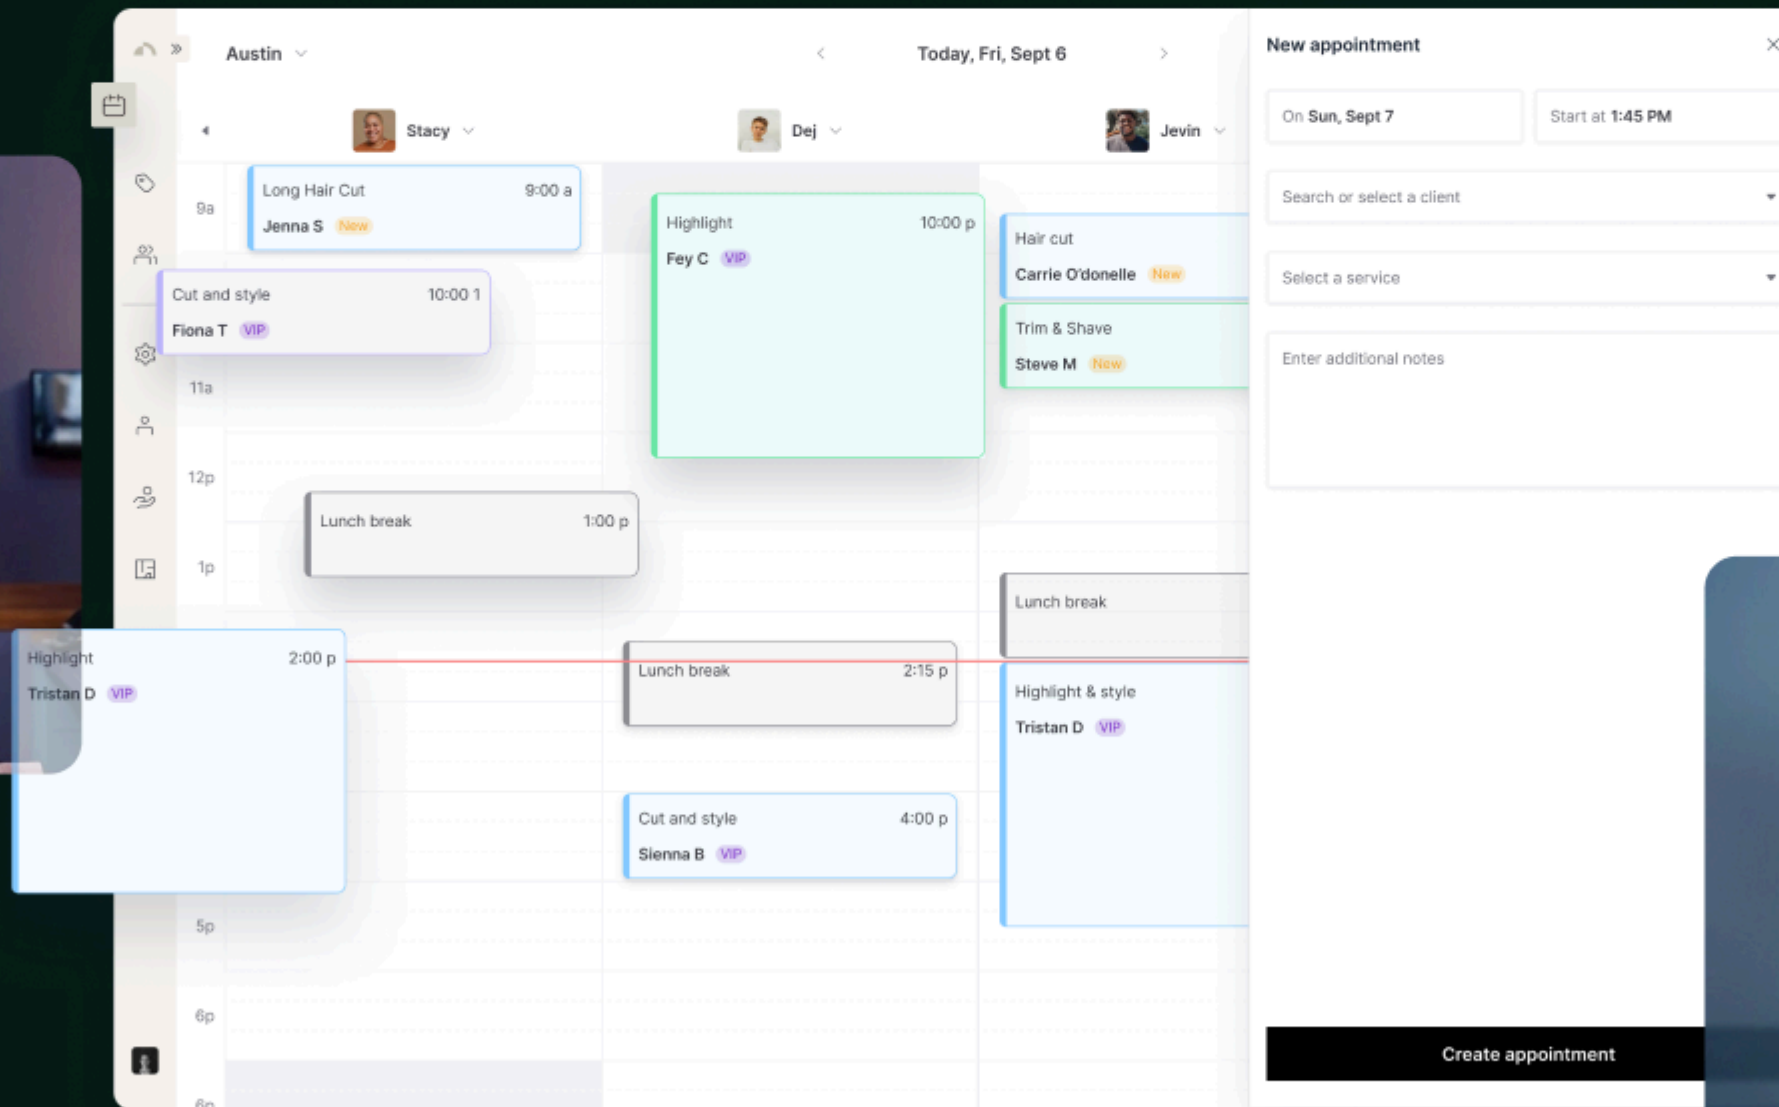 Austin
Today, Fri, Sept 6
Stacy
Dej
Jevin
9a
11a
12p
1p
5p
6p
6p
Long Hair Cut 9:00 a
Jenna S New
Cut and style 10:00 1
Fiona T VIP
Lunch break 1:00 p
Highlight 2:00 p
Tristan D VIP
Highlight 10:00 p
Fey C VIP
Lunch break 2:15 p
Cut and style 4:00 p
Sienna B VIP
Hair cut
Carrie O'donelle New
Trim & Shave
Steve M New
Lunch break
Highlight & style
Tristan D VIP
New appointment
On Sun, Sept 7
Start at 1:45 PM
Search or select a client
Select a service
Enter additional notes
Create appointment